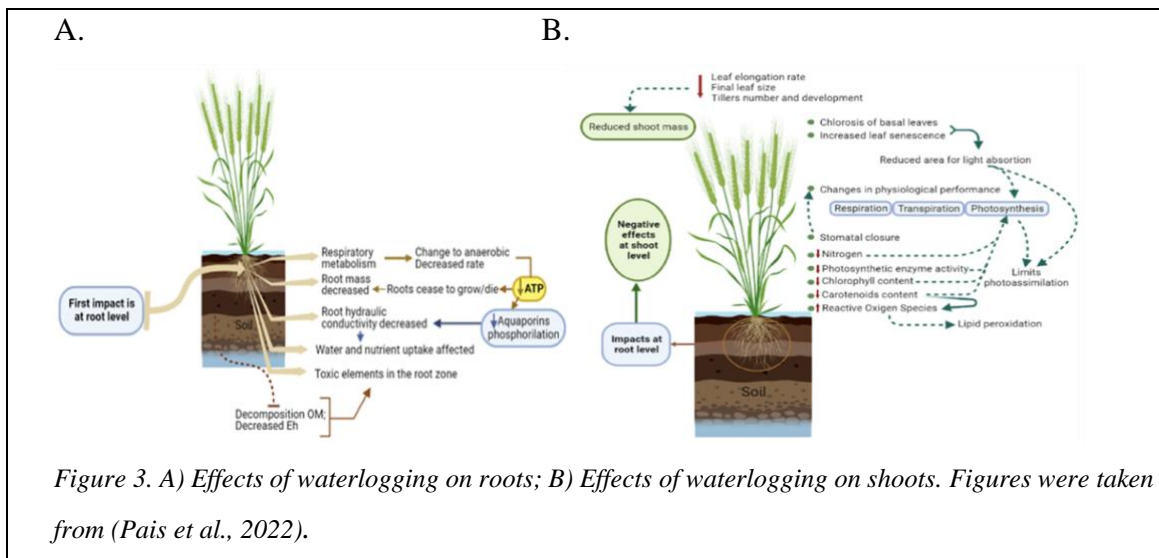 A.
B.
First impact is
at root level
Soil
Respiratory
metabolism
Change to anaerobic
Decreased rate
Root mass
decreased
Roots cease to grow/die
ATP
Root hydraulic
conductivity decreased
Aquaporins
phosphorilation
Water and nutrient uptake affected
Toxic elements in the root zone
Decomposition OM;
Decreased Eh
Leaf elongation rate
Final leaf size
Tillers number and development
Reduced shoot mass
Chlorosis of basal leaves
Increased leaf senescence
Reduced area for light absortion
Changes in physiological performance
Respiration
Transpiration
Photosynthesis
Negative
effects
at shoot
level
Stomatal closure
Nitrogen
Photosynthetic enzyme activity
Chlorophyll content
Carotenoids content
Reactive Oxigen Species
Limits
photoassimilation
Lipid peroxidation
Impacts at
root level
Soil
Figure 3. A) Effects of waterlogging on roots; B) Effects of waterlogging on shoots. Figures were taken
from (Pais et al., 2022).